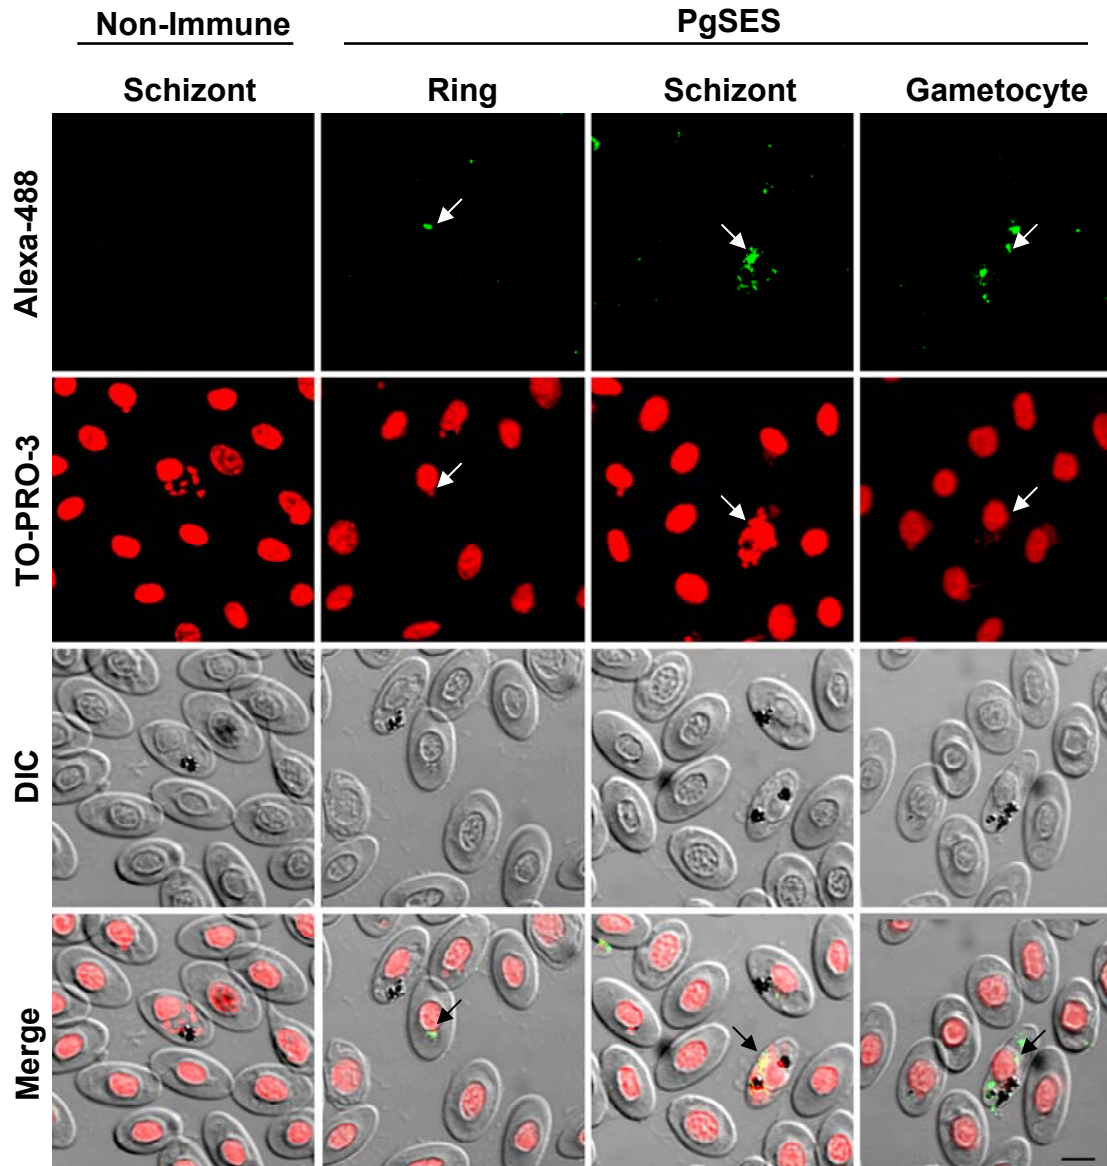 Non-Immune PgSES
Schizont Ring Schizont Gametocyte
Alexa-488
TO-PRO-3
DIC
Merge